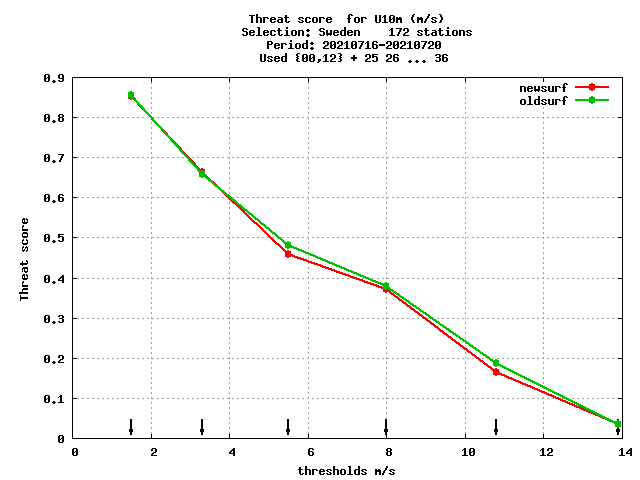 Threat score  for U10m (m/s)
Selection: Sweden    172 stations
Period: 20210716-20210720
Used {00,12} + 25 26 ... 36
newsurf
oldsurf
0.9
0.8
0.7
0.6
0.5
0.4
0.3
0.2
0.1
0
Threat score
0 2 4 6 8 10 12 14
thresholds m/s